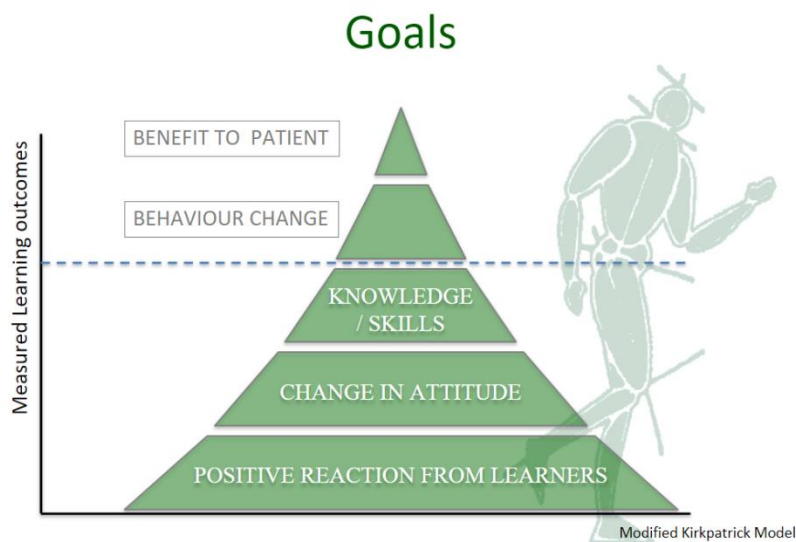 Goals
Measured Learning outcomes
BENEFIT TO PATIENT
BEHAVIOUR CHANGE
KNOWLEDGE
/ SKILLS
CHANGE IN ATTITUDE
POSITIVE REACTION FROM LEARNERS
Modified Kirkpatrick Model